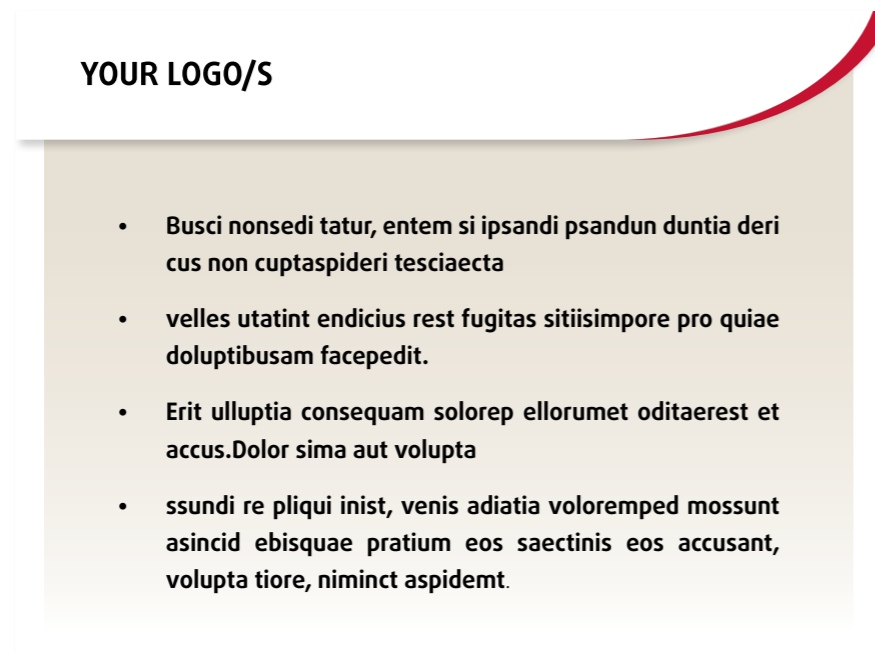 YOUR LOGO/S
• Busci nonsedi tatur, entem si ipsandi psandun duntia deri
cus non cuptaspideri tesciaecta
• velles utatint endicius rest fugitas sitiisimpore pro quiae
doluptibusam facepedit.
• Erit ulluptia consequam solorep ellorumet oditaerest et
accus.Dolor sima aut volupta
• ssundi re pliqui inist, venis adiatia voloremped mossunt
asincid ebisquae pratium eos saectinis eos accusant,
volupta tiore, niminct aspidemt.